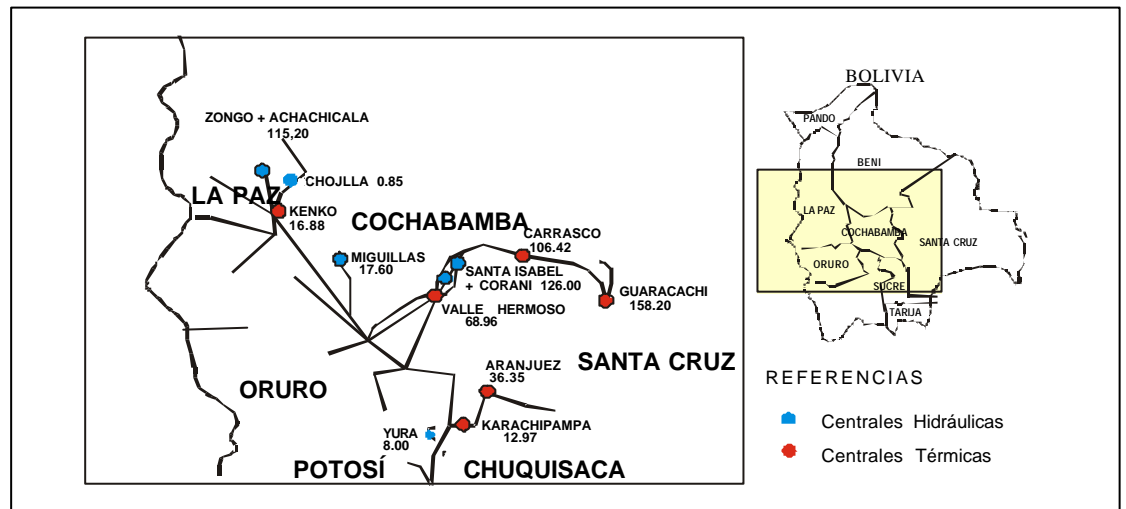 ZONGO + ACHACHICALA
115,20
CHOJLLA 0.85
LA PAZ
KENKO
16.88
COCHABAMBA
CARRASCO
106.42
MIGUILLAS
17.60
SANTA ISABEL
+ CORANI 126.00
GUARACACHI
158.20
VALLE HERMOSO
68.96
ARANJUEZ
36.35
SANTA CRUZ
ORURO
YURA
8.00
KARACHIPAMPA
12.97
POTOSÍ
CHUQUISACA
BOLIVIA
PANDO
BENI
LA PAZ
COCHABAMBA
SANTA CRUZ
ORURO
SUCRE
TARIJA
REFERENCIAS
Centrales Hidráulicas
Centrales Térmicas